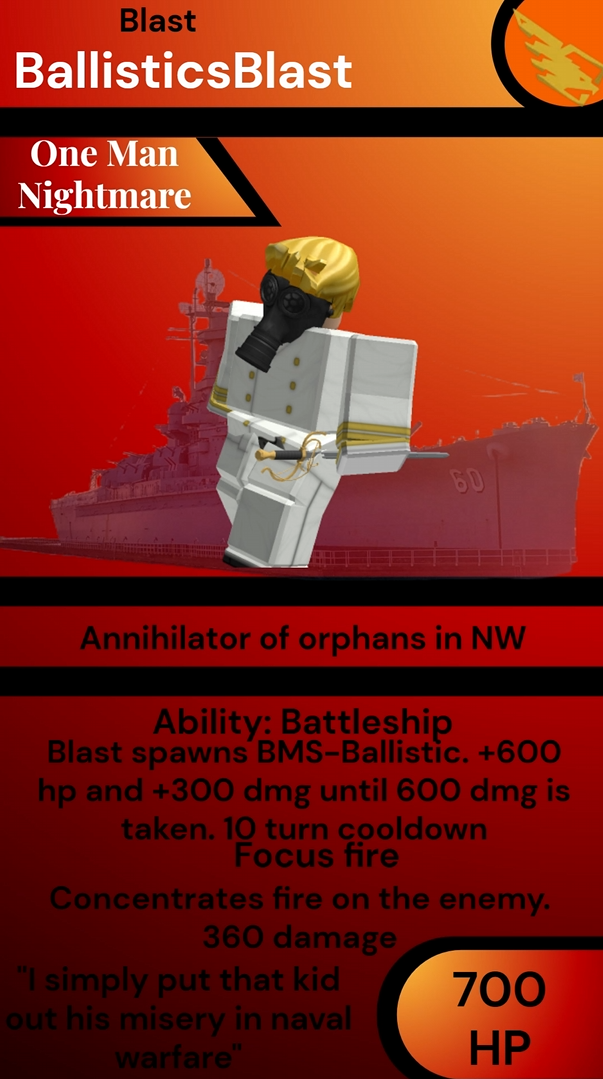 Blast
BallisticsBlast
One Man
Nightmare
60
Annihilator of orphans in NW
Ability: Battleship
Blast spawns BMS-Ballistic. +600
hp and +300 dmg until 600 dmg is
taken. 10 turn cooldown
Focus fire
Concentrates fire on the enemy.
360 damage
"I simply put that kid
out his misery in naval
warfare"
700
HP